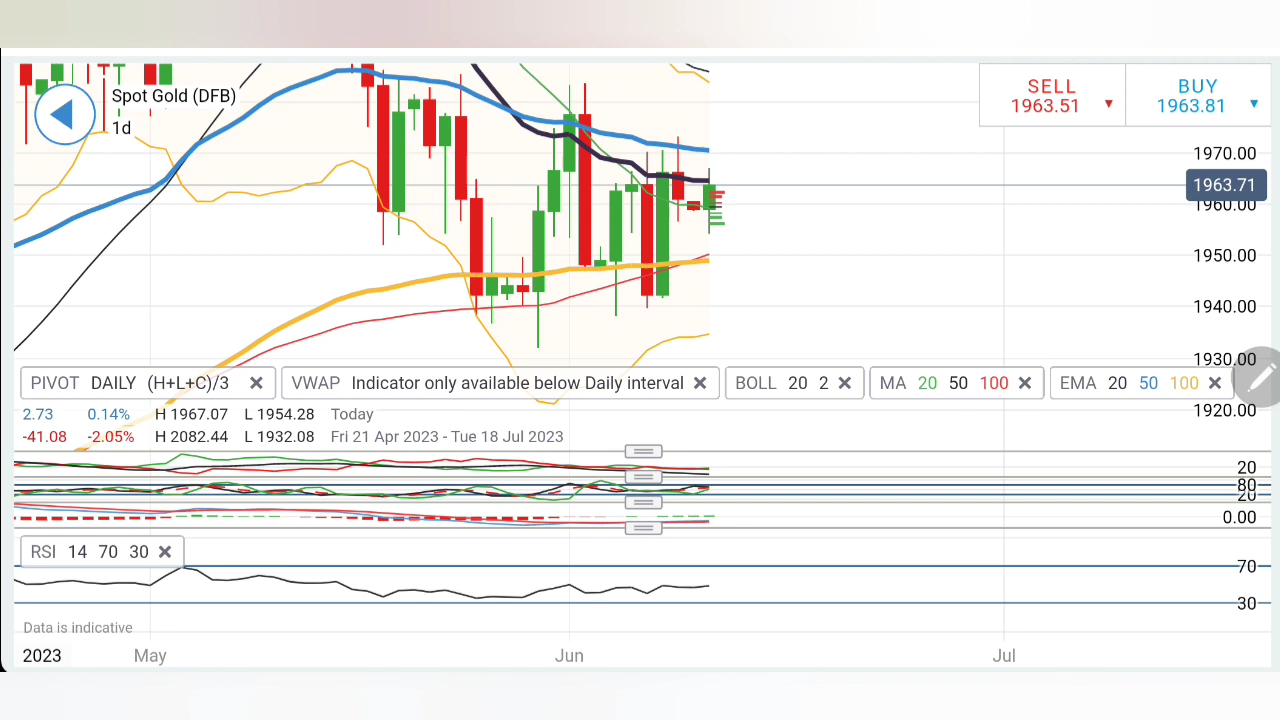 Spot Gold (DFB)
1d
SELL
1963.51
BUY
1963.81
1970.00
1963.71
1960.00
1950.00
1940.00
1930.00
1920.00
PIVOT DAILY (H+L+C)/3
VWAP Indicator only available below Daily interval
BOLL 20 2
MA 20 50 100
EMA 20 50 100
2.73 0.14% H 1967.07 L 1954.28 Today
-41.08 -2.05% H 2082.44 L 1932.08 Fri 21 Apr 2023 - Tue 18 Jul 2023
20
80
20
0.00
RSI 14 70 30
70
30
Data is indicative
2023 May Jun Jul